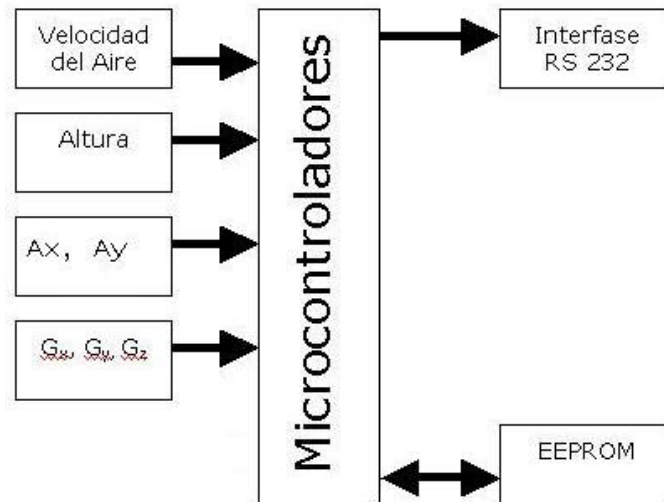 Velocidad
del Aire
Altura
Ax, Ay
Gx, Gy, Gz
Microcontroladores
Interfase
RS 232
EEPROM